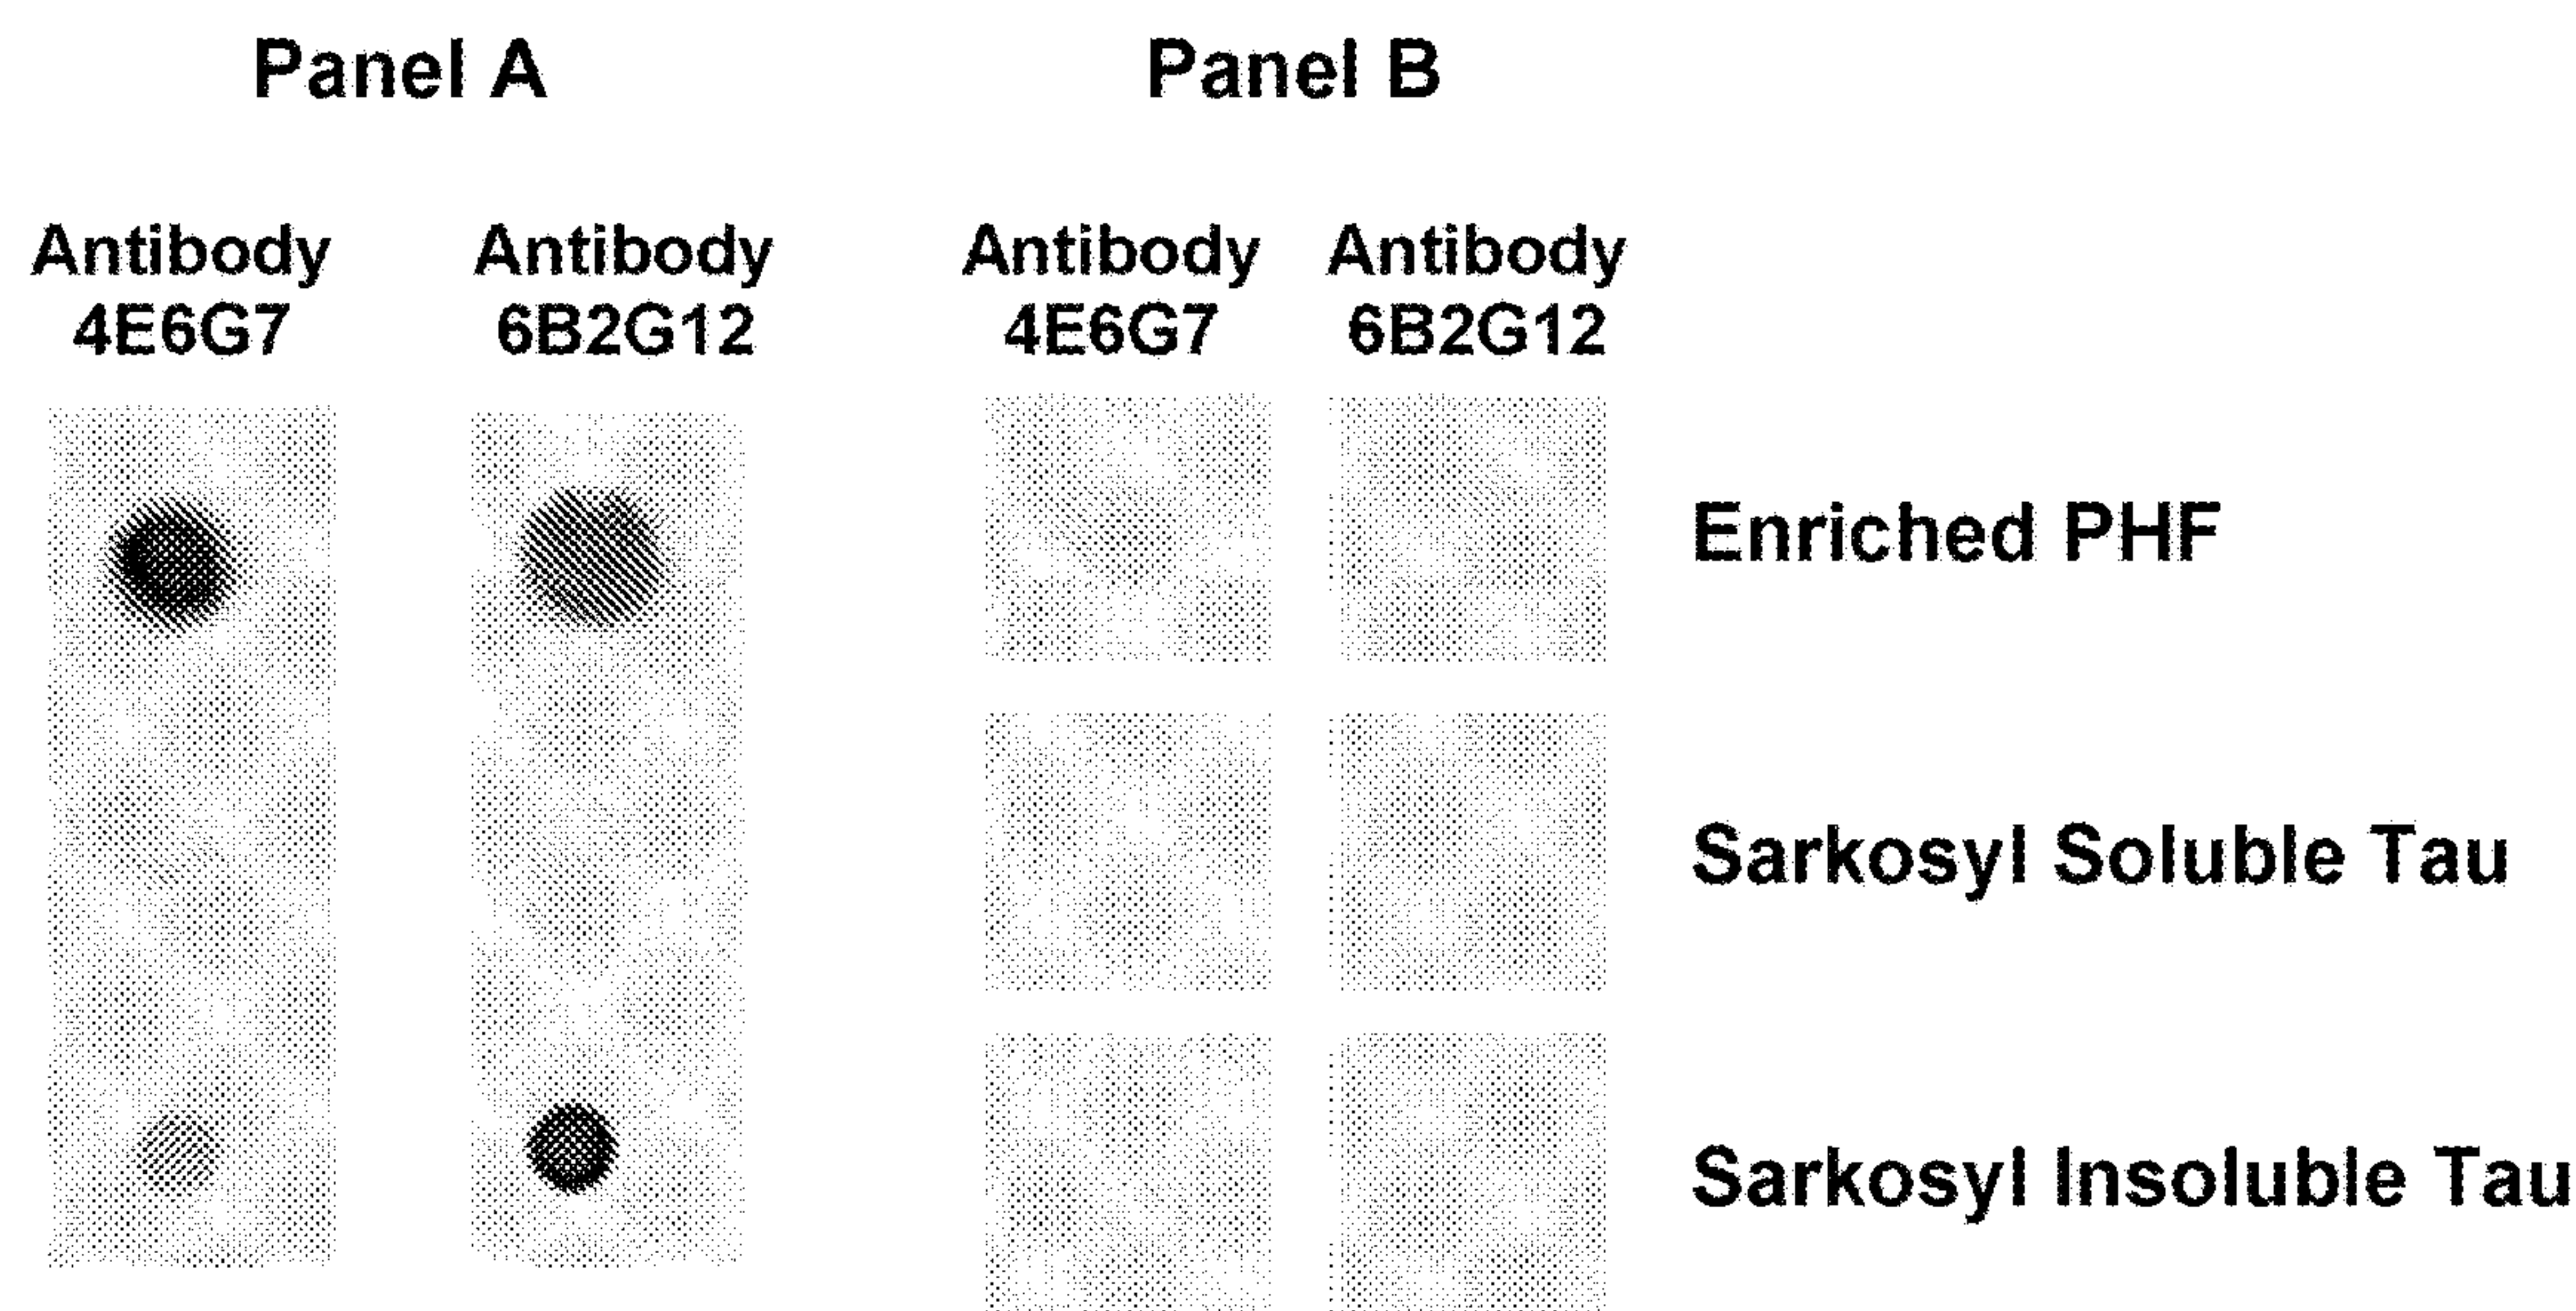 Panel A
Panel B
Antibody
4E6G7
Antibody
6B2G12
Antibody
4E6G7
Antibody
6B2G12
Enriched PHF
Sarkosyl Soluble Tau
Sarkosyl Insoluble Tau